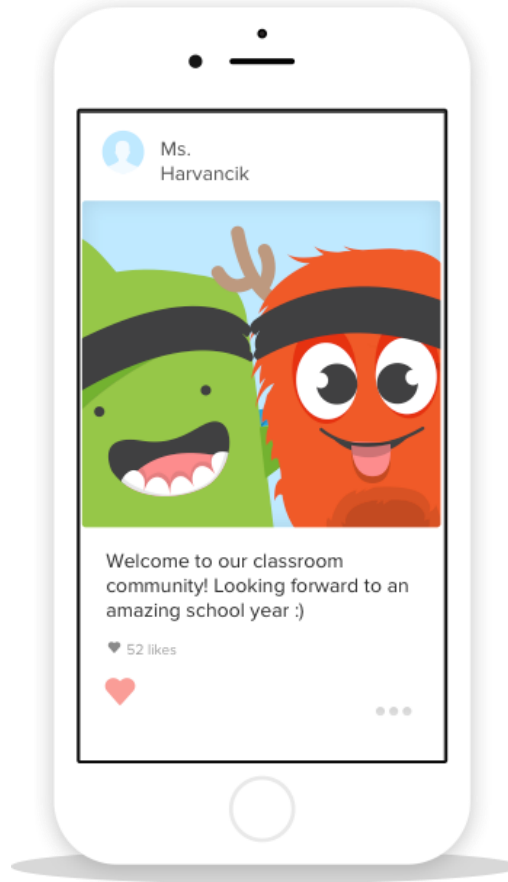 Ms.
Harvancik
Welcome to our classroom
community! Looking forward to an
amazing school year :)
52 likes